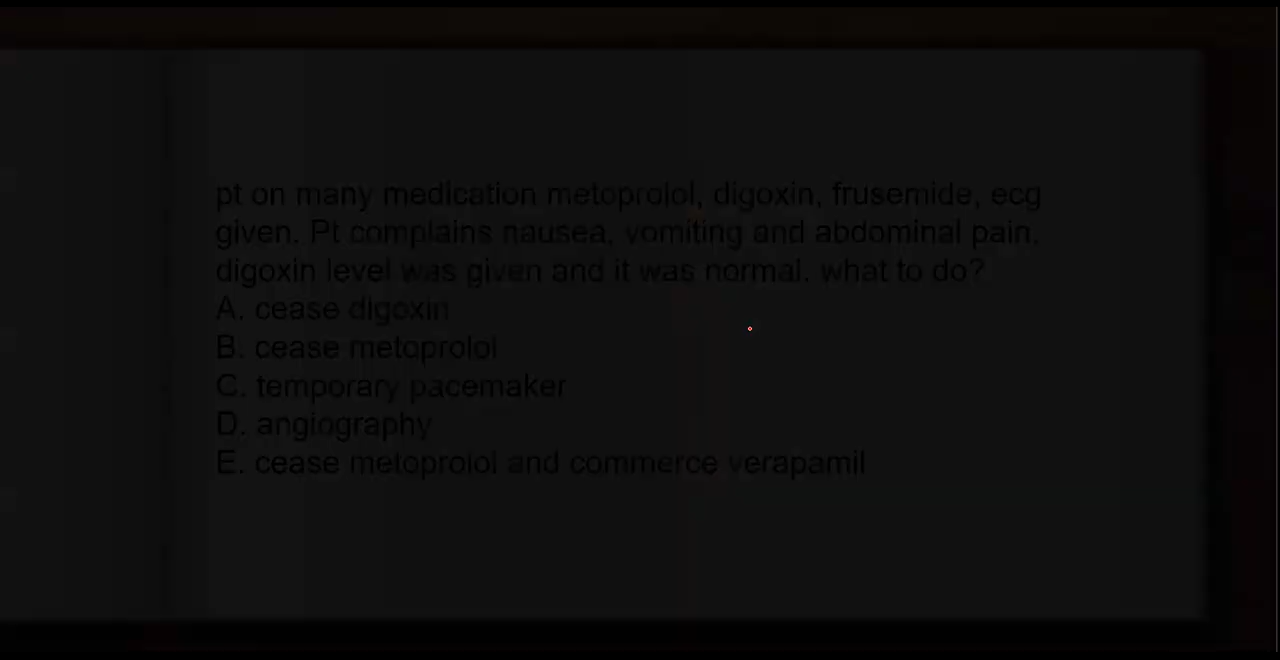 pt on many medication metoprolol, digoxin, frusemide, ecg
given. Pt complains nausea, vomiting and abdominal pain.
digoxin level was given and it was normal. what to do?
A. cease digoxin
B. cease metoprolol
C. temporary pacemaker
D. angiography
E. cease metoprolol and commerce verapamil